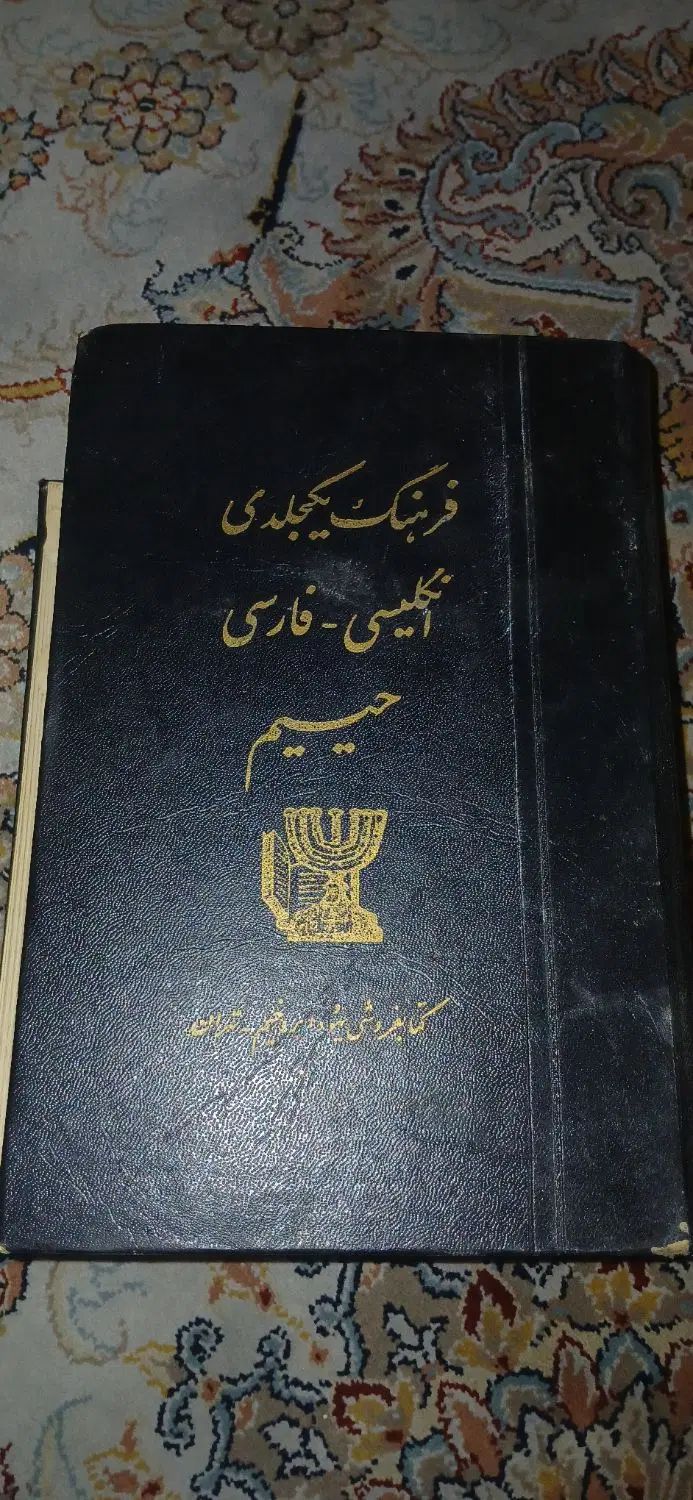 فرهنگ یکجلدی
انگلیسی - فارسی
حییم
کتابفروشی یهودا بروخیم - تهران